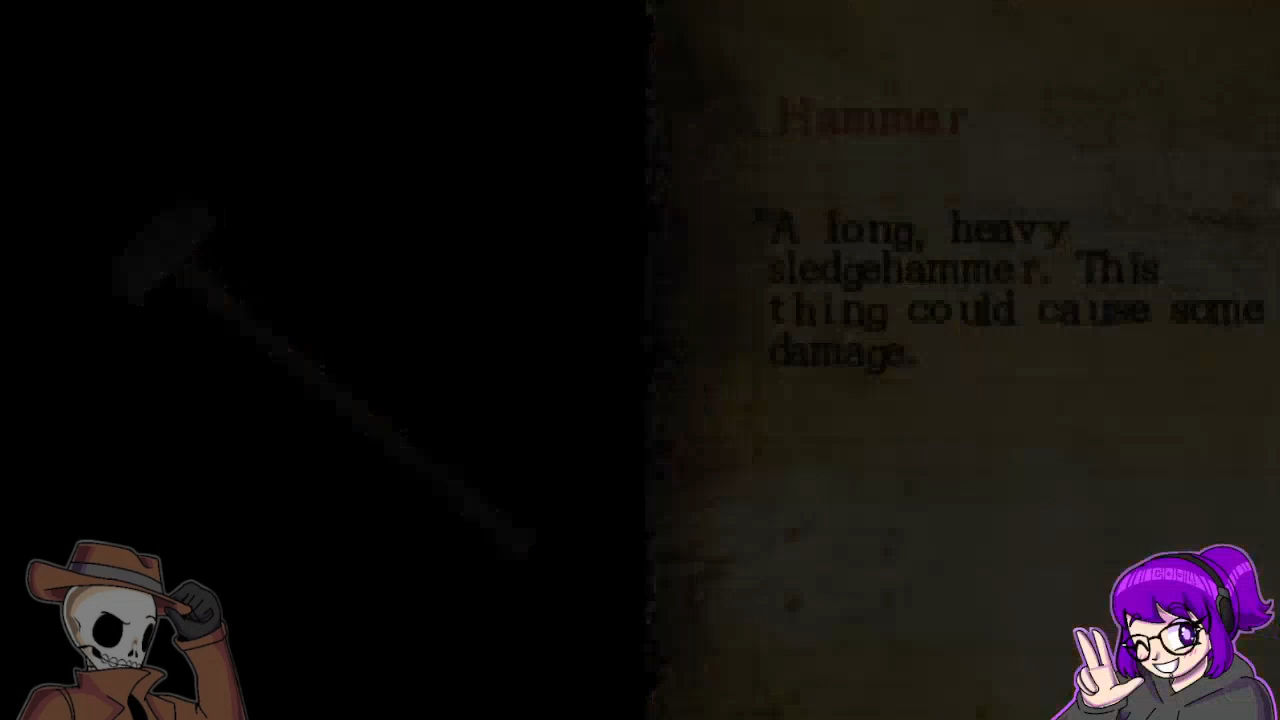 Hammer
"A long, heavy
sledgehammer. This
thing could cause some
damage.